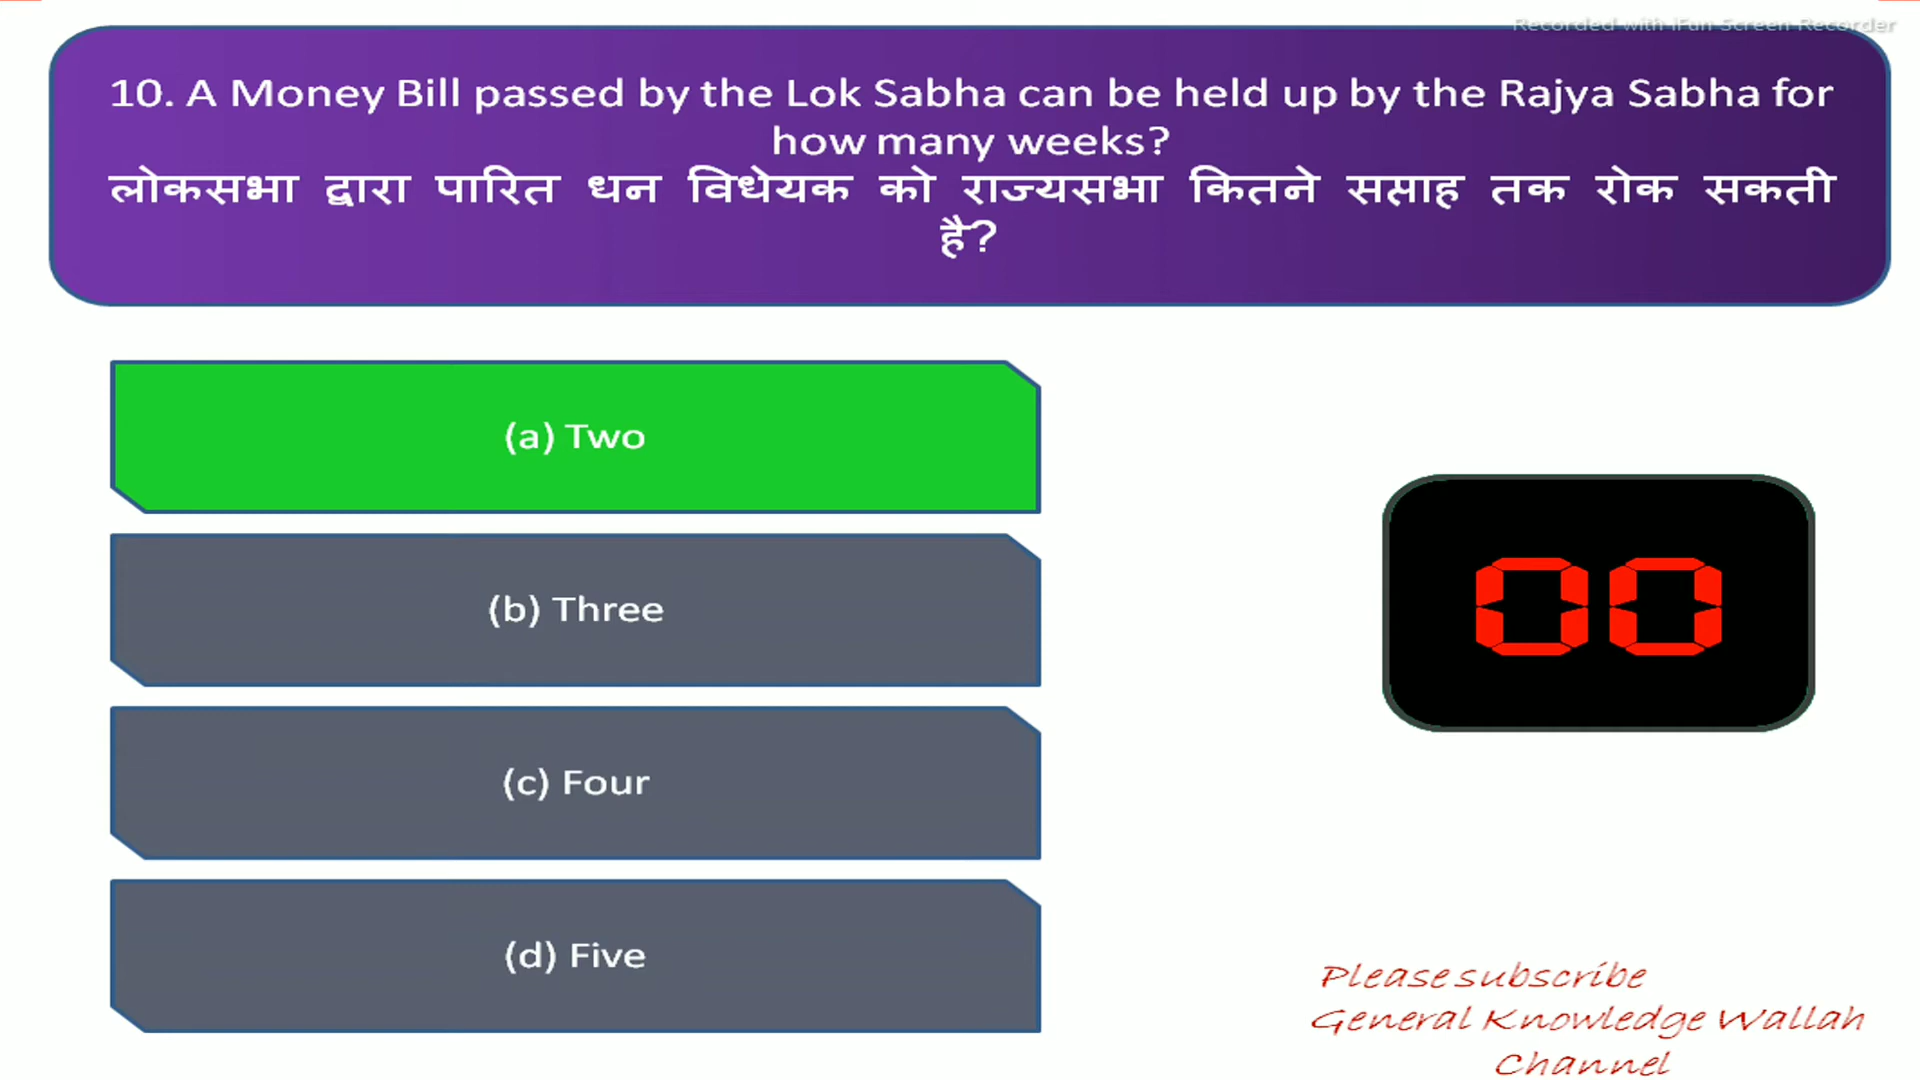 Recorded with iFun Screen Recorder
10. A Money Bill passed by the Lok Sabha can be held up by the Rajya Sabha for
how many weeks?
लोकसभा द्वारा पारित धन विधेयक को राज्यसभा कितने सप्ताह तक रोक सकती
है?
(a) Two
(b) Three
(c) Four
(d) Five
00
Please subscribe
General Knowledge Wallah
Channel